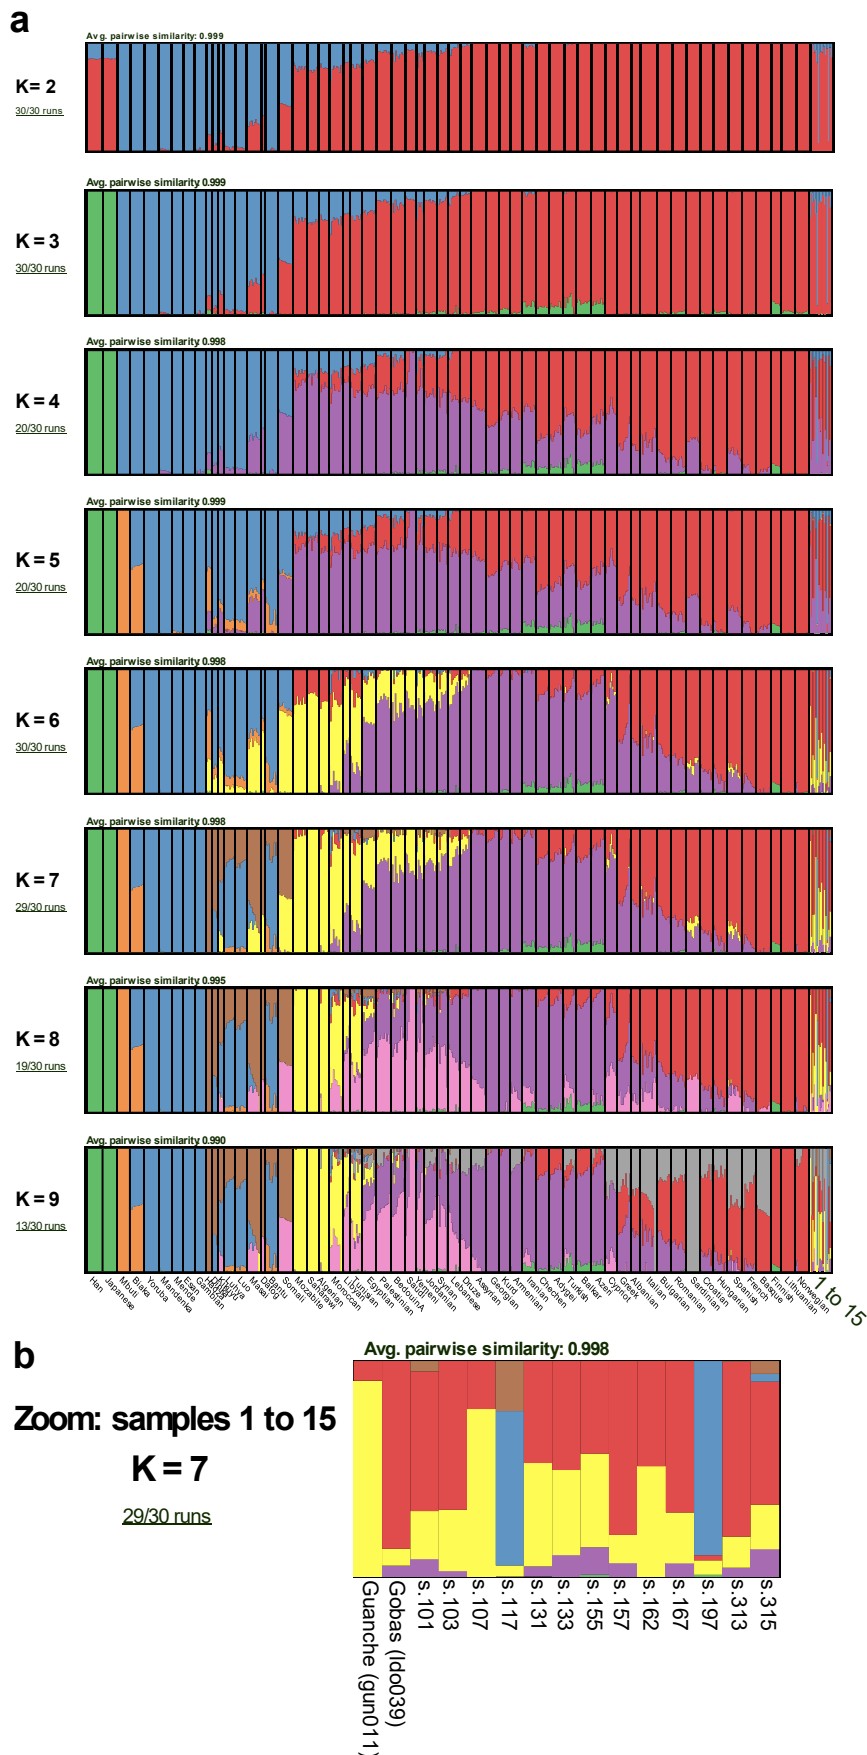 a
Avg. pairwise similarity: 0.999
K= 2
30/30 runs
Avg. pairwise similarity: 0.999
K = 3
30/30 runs
Avg. pairwise similarity: 0.998
K = 4
20/30 runs
Avg. pairwise similarity: 0.999
K = 5
20/30 runs
Avg. pairwise similarity: 0.998
K = 6
30/30 runs
Avg. pairwise similarity: 0.998
K = 7
29/30 runs
Avg. pairwise similarity: 0.995
K = 8
19/30 runs
Avg. pairwise similarity: 0.990
K = 9
13/30 runs
Han
Japanese
Mbuti
Biaka
Yoruba
Mandenka
Mende
Esan
Gambian
Luhya
Luo
Masai
Datog
Bantu
Somali
Mozabite
Saharawi
Algerian
Moroccan
Libyan
Tunisian
Egyptian
Palestinian
BedouinA
Saudi
Yemeni
Jordanian
Syrian
Lebanese
Druze
Assyrian
Georgian
Kurd
Armenian
Iranian
Chechen
Adygei
Turkish
Balkar
Azeri
Cypriot
Greek
Albanian
Italian
Bulgarian
Romanian
Sardinian
Croatian
Hungarian
Spanish
French
Basque
Finnish
Lithuanian
Norwegian
1 to 15
b
Avg. pairwise similarity: 0.998
Zoom: samples 1 to 15
K = 7
29/30 runs
Guanche (gun011)
Gobas (ldo039)
s.101
s.103
s.107
s.117
s.131
s.133
s.155
s.157
s.162
s.167
s.197
s.313
s.315